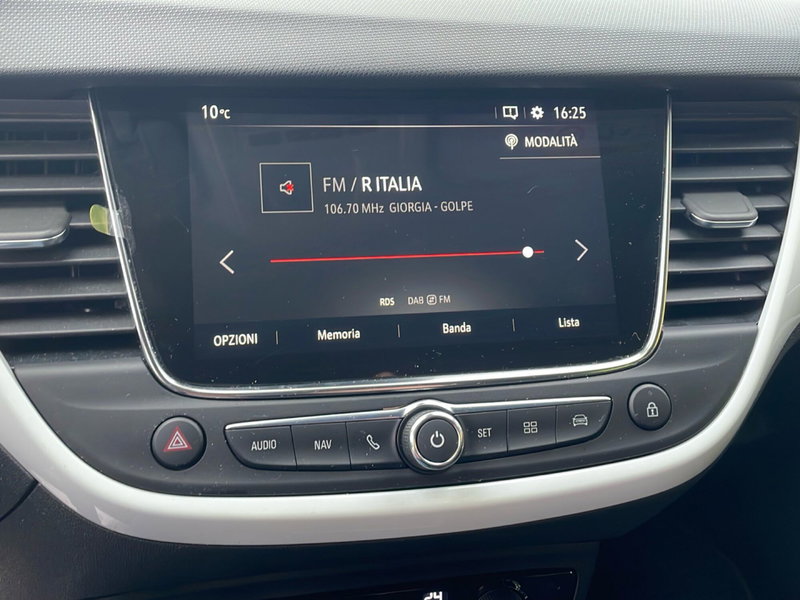 10°C 16:25
MODALITÀ
FM / R ITALIA
106.70 MHz GIORGIA - GOLPE
RDS DAB FM
OPZIONI Memoria Banda Lista
AUDIO NAV SET
24